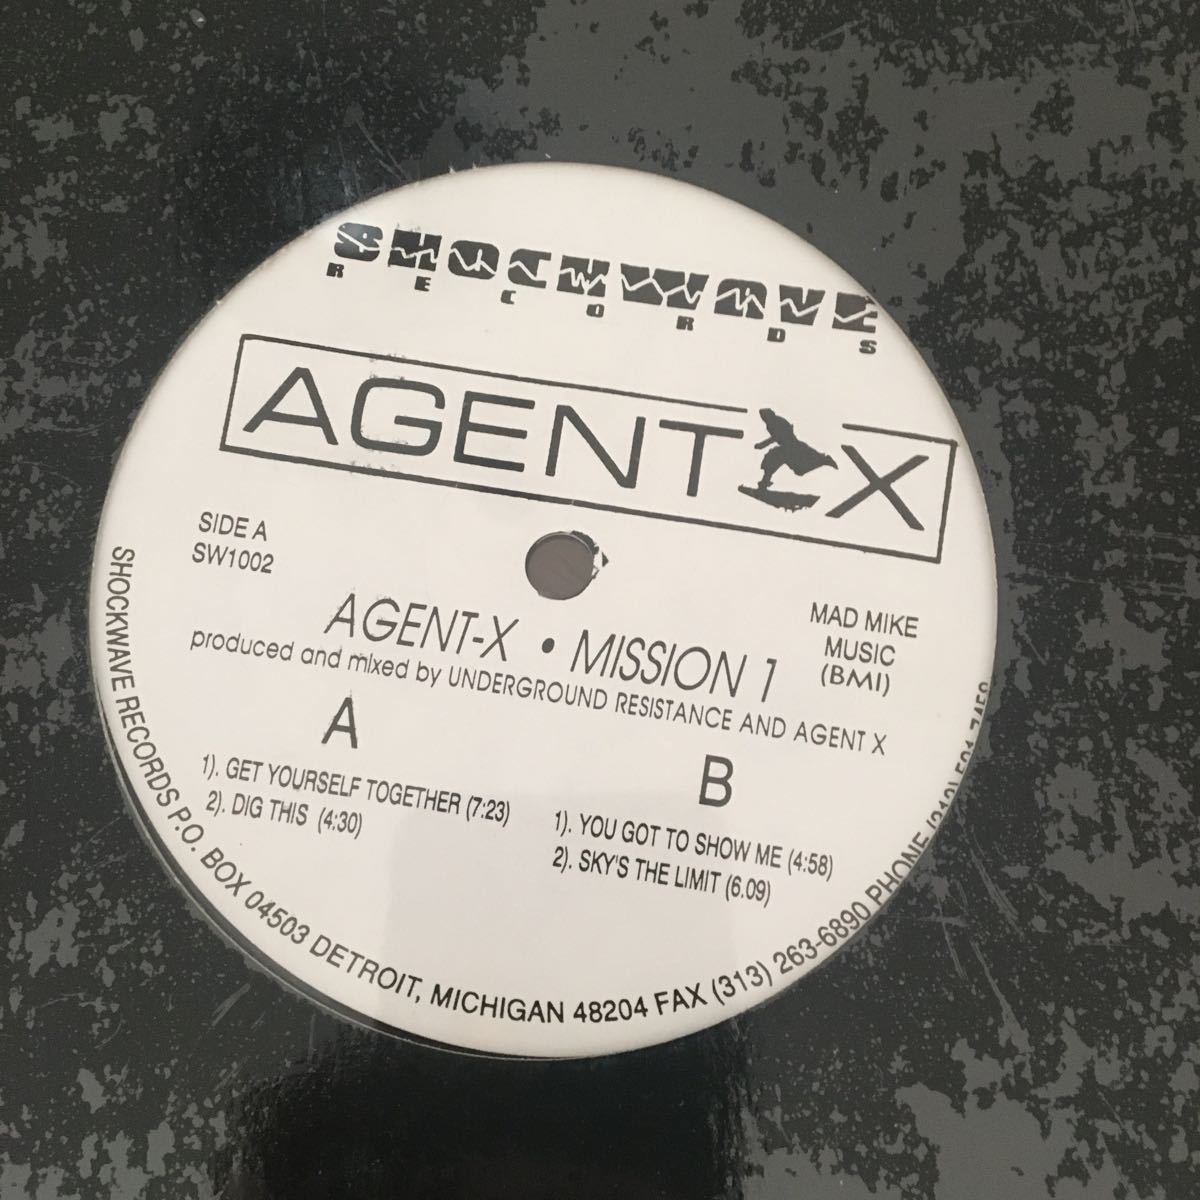 SHOCKWAVE
RECORDS
AGENT X
SIDE A
SW1002
MAD MIKE
MUSIC
(BMI)
AGENT-X • MISSION 1
produced and mixed by UNDERGROUND RESISTANCE AND AGENT X
A
1). GET YOURSELF TOGETHER (7:23)
2). DIG THIS (4:30)
B
1). YOU GOT TO SHOW ME (4:58)
2). SKY'S THE LIMIT (6.09)
SHOCKWAVE RECORDS P.O. BOX 04503 DETROIT, MICHIGAN 48204 FAX (313) 263-6890 PHONE